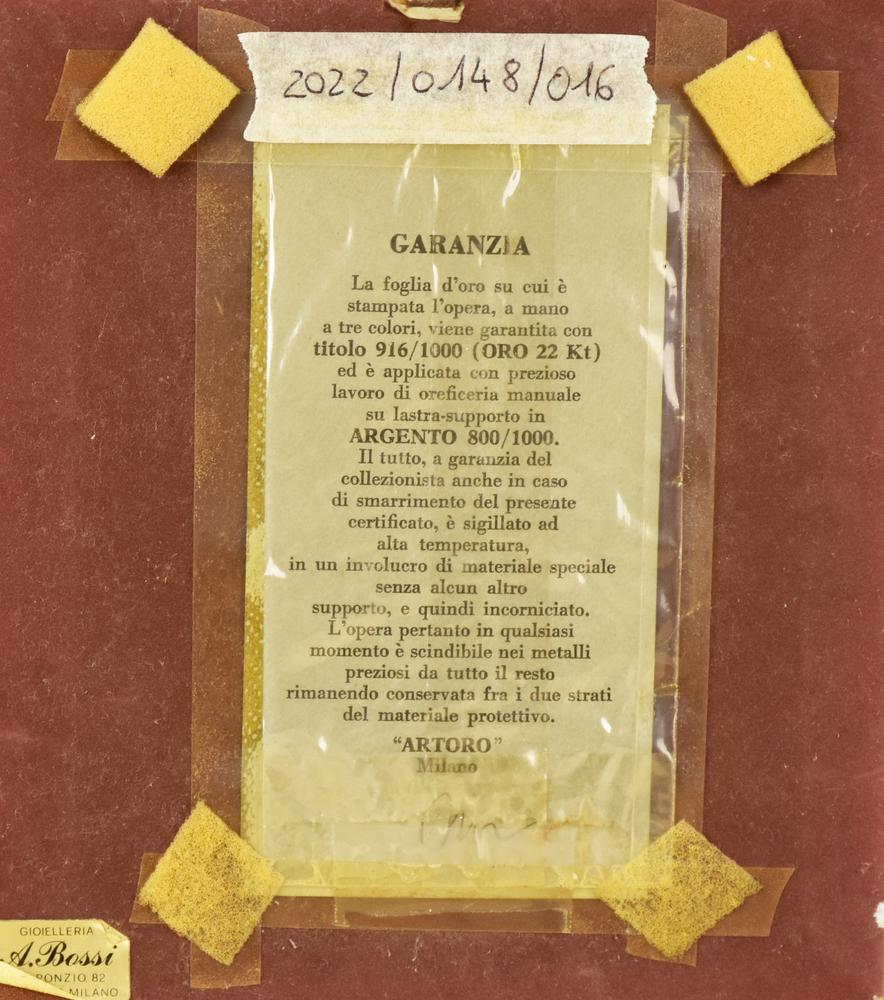 2022/0148/016
GARANZIA
La foglia d'oro su cui è
stampata l'opera, a mano
a tre colori, viene garantita con
titolo 916/1000 (ORO 22 Kt)
ed è applicata con prezioso
lavoro di oreficeria manuale
su lastra-supporto in
ARGENTO 800/1000.
Il tutto, a garanzia del
collezionista anche in caso
di smarrimento del presente
certificato, è sigillato ad
alta temperatura,
in un involucro di materiale speciale
senza alcun altro
supporto, e quindi incorniciato.
L'opera pertanto in qualsiasi
momento è scindibile nei metalli
preziosi da tutto il resto
rimanendo conservata fra i due strati
del materiale protettivo.
“ARTORO”
Milano
GIOIELLERIA
A. Bossi
PONZIO, 82
MILANO